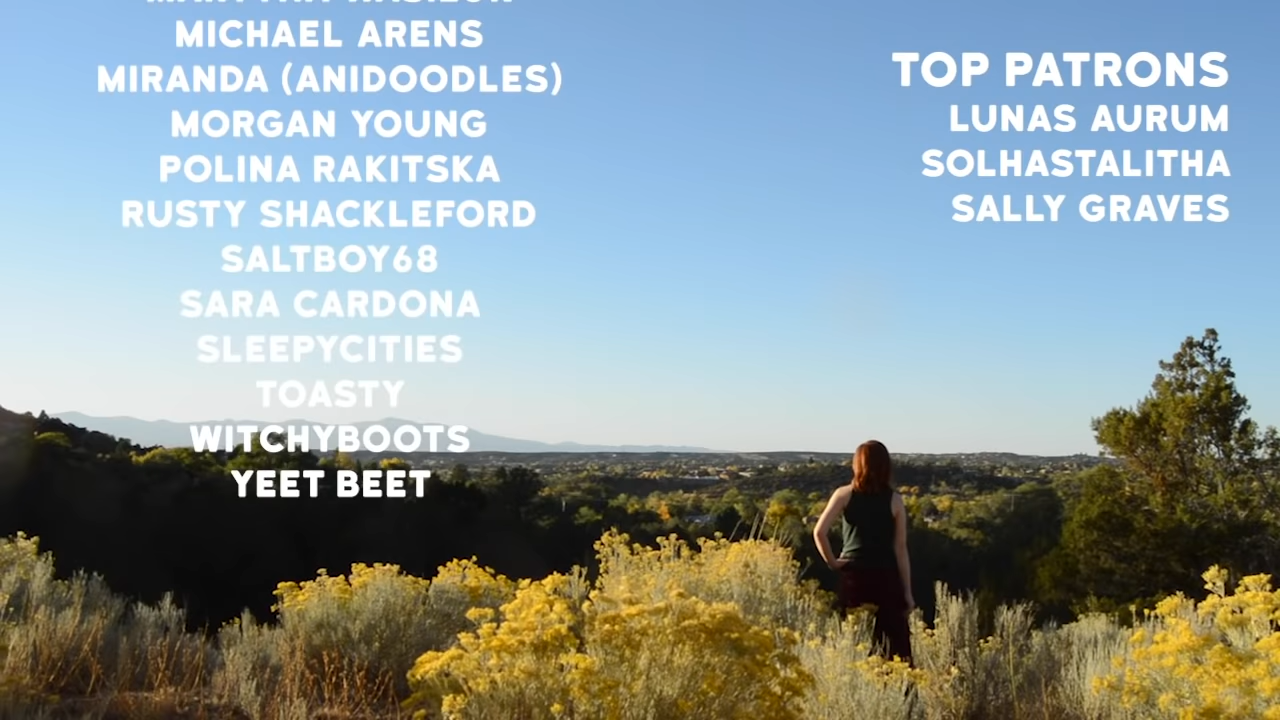 MICHAEL ARENS
MIRANDA (ANIDOODLES)
MORGAN YOUNG
POLINA RAKITSKA
RUSTY SHACKLEFORD
SALTBOY68
SARA CARDONA
SLEEPYCITIES
TOASTY
WITCHYBOOTS
YEET BEET
TOP PATRONS
LUNAS AURUM
SOLHASTALITHA
SALLY GRAVES